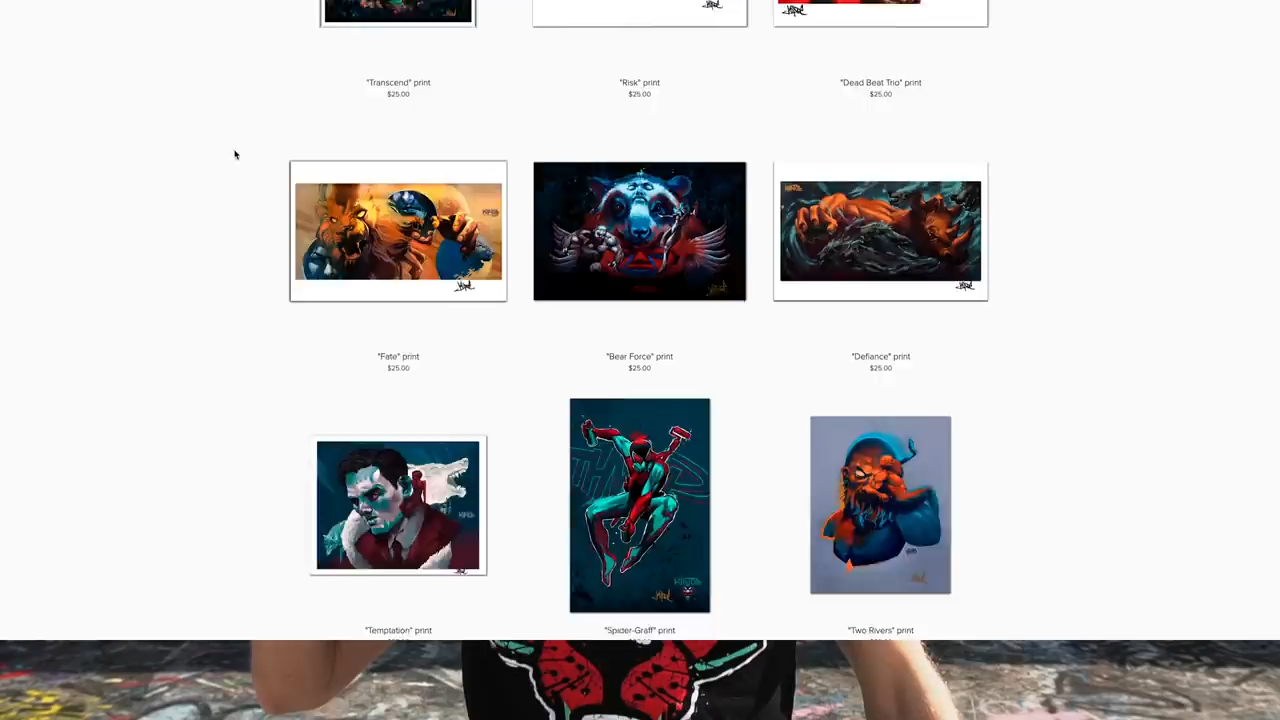 "Transcend" print
$25.00
"Risk" print
$25.00
"Dead Beat Trio" print
$25.00
"Fate" print
$25.00
"Bear Force" print
$25.00
"Defiance" print
$25.00
"Temptation" print
"Spider-Graff" print
"Two Rivers" print